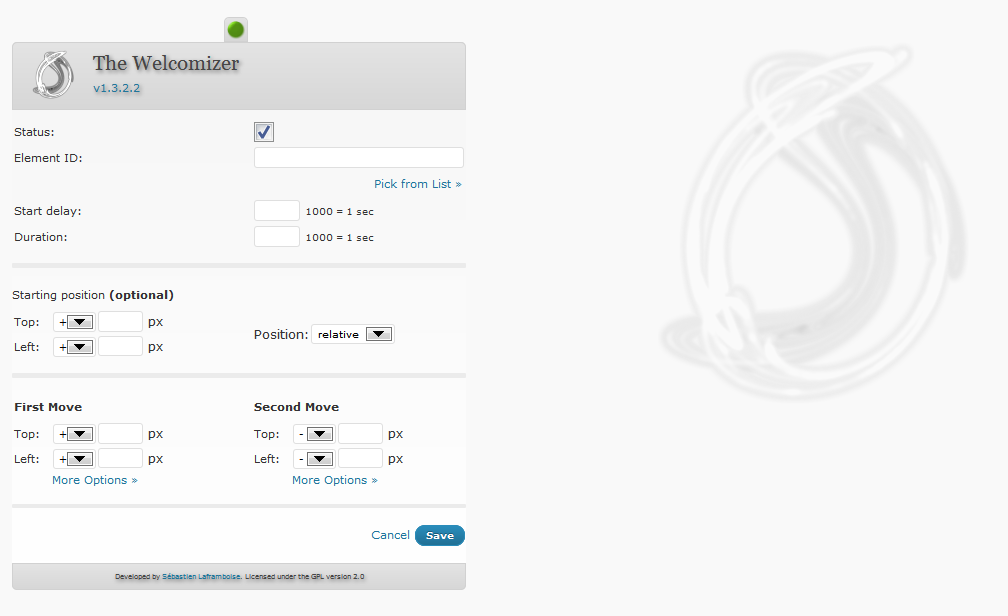 The Welcomizer
v1.3.2.2
Status:
Element ID:
Pick from List »
Start delay: 1000 = 1 sec
Duration: 1000 = 1 sec
Starting position (optional)
Top: + px
Position: relative
Left: + px
First Move Second Move
Top: + px Top: - px
Left: + px Left: - px
More Options » More Options »
Cancel Save
Developed by Sébastien Laframboise. Licensed under the GPL version 2.0